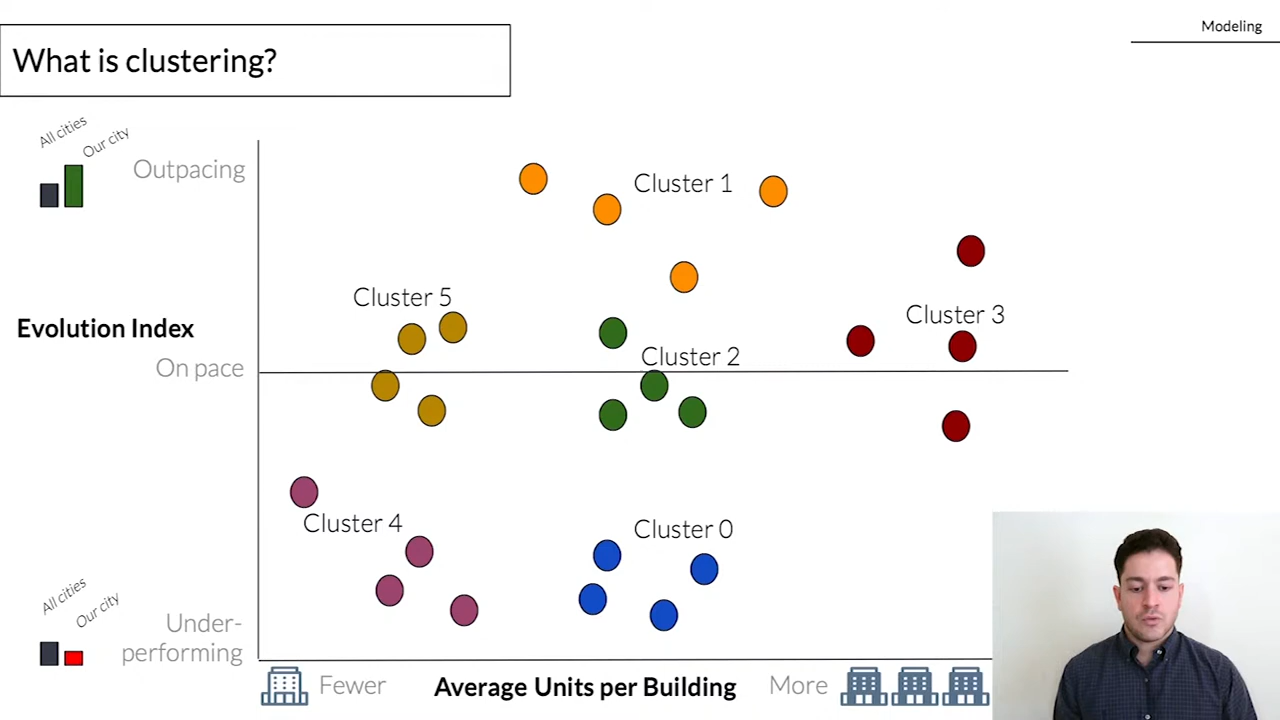 Modeling
What is clustering?
All cities
Our city
Outpacing
Cluster 1
Cluster 5
Cluster 3
Evolution Index
Cluster 2
On pace
Cluster 4
Cluster 0
All cities
Our city
Under-
performing
Fewer
Average Units per Building
More